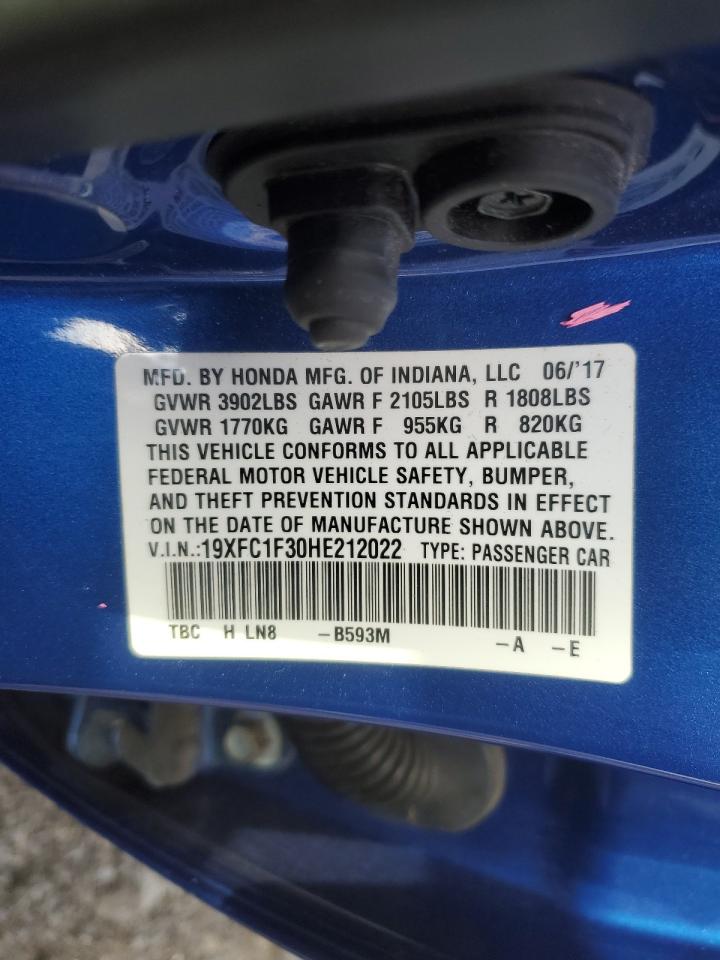 MFD. BY HONDA MFG. OF INDIANA, LLC 06/'17
GVWR 3902LBS GAWR F 2105LBS R 1808LBS
GVWR 1770KG GAWR F 955KG R 820KG
THIS VEHICLE CONFORMS TO ALL APPLICABLE
FEDERAL MOTOR VEHICLE SAFETY, BUMPER,
AND THEFT PREVENTION STANDARDS IN EFFECT
ON THE DATE OF MANUFACTURE SHOWN ABOVE.
V.I.N.:19XFC1F30HE212022 TYPE: PASSENGER CAR
TBC H LN8 -B593M -A -E